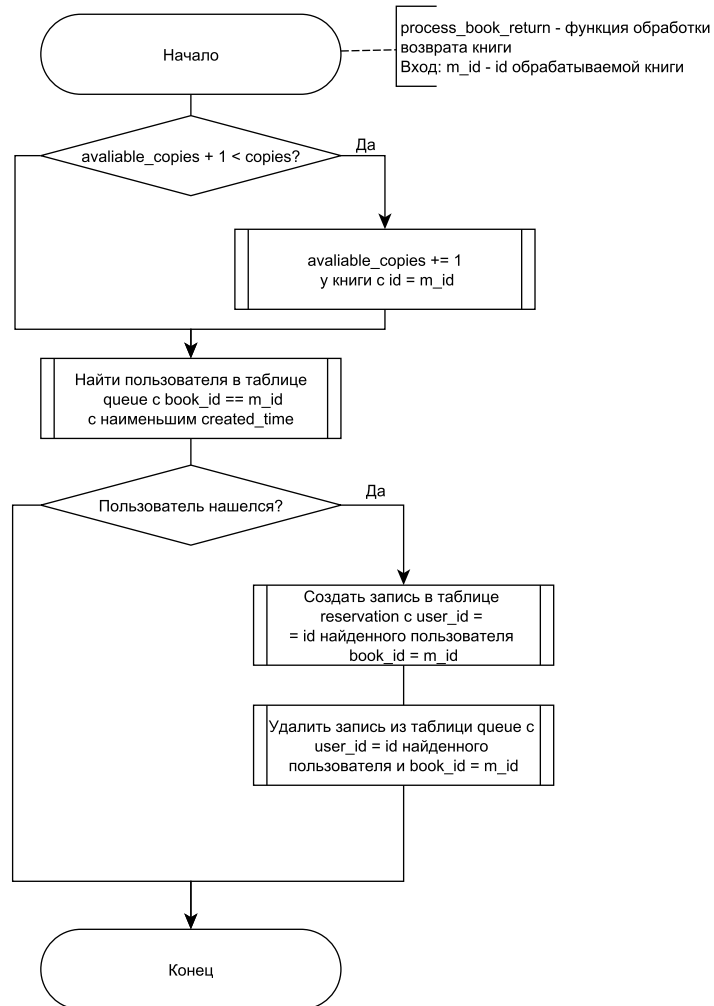 process_book_return - функция обработки
возврата книги
Вход: m_id - id обрабатываемой книги
Начало
avaliable_copies + 1 < copies?
Да
avaliable_copies += 1
у книги с id = m_id
Найти пользователя в таблице
queue с book_id == m_id
с наименьшим created_time
Пользователь нашелся?
Да
Создать запись в таблице
reservation с user_id =
= id найденного пользователя
book_id = m_id
Удалить запись из таблици queue с
user_id = id найденного
пользователя и book_id = m_id
Конец